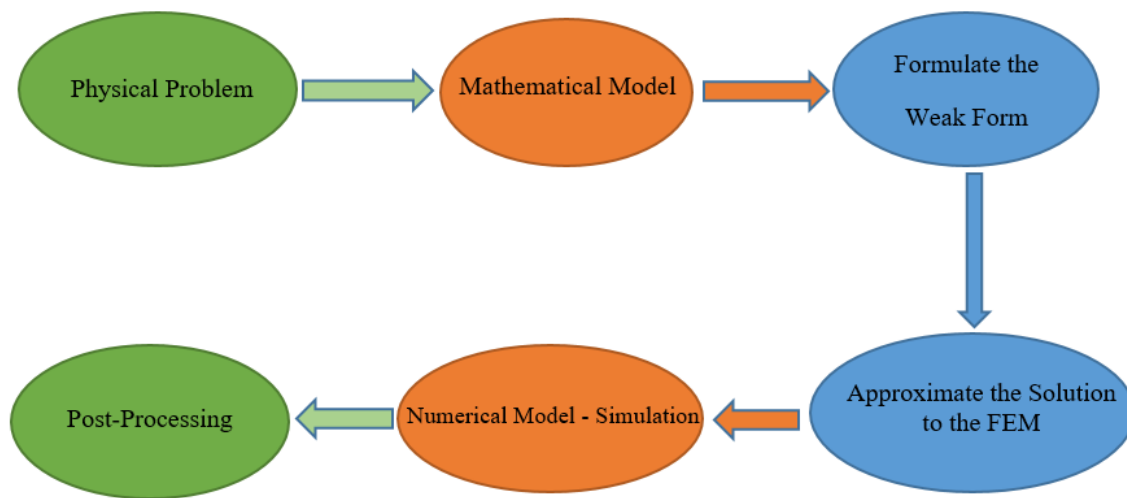 Physical Problem
Mathematical Model
Formulate the
Weak Form
Approximate the Solution
to the FEM
Numerical Model - Simulation
Post-Processing